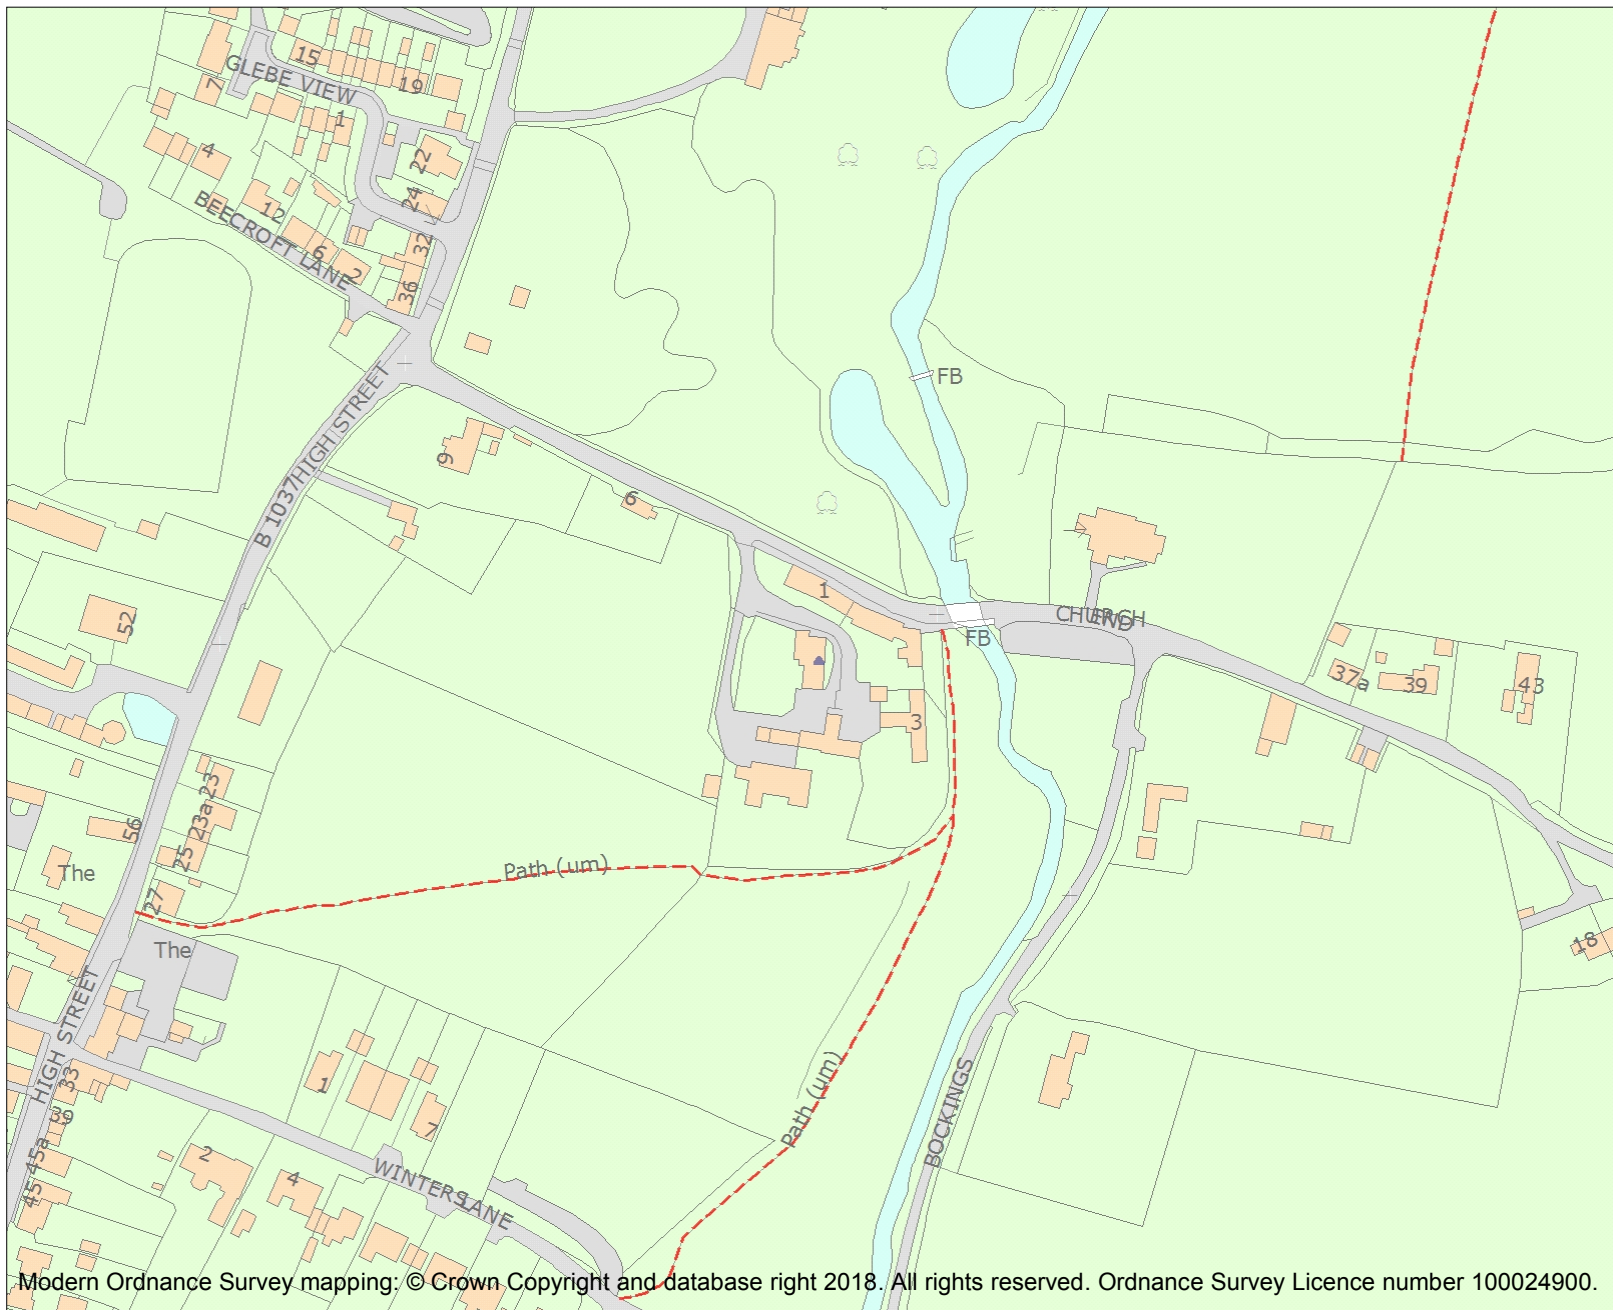 15
GLEBE VIEW
7
19
1
4
22
24
BEECROFT LANE
12
6
2
32
36
FB
B 1037
HIGH STREET
9
6
1
CHURCH
END
FB
52
37a
39
43
3
23
23a
56
25
Path (um)
The
27
The
18
HIGH STREET
33
1
39
7
Path (um)
BOCKINGS
45a
2
4
WINTERS LANE
45
Modern Ordnance Survey mapping: © Crown Copyright and database right 2018. All rights reserved. Ordnance Survey Licence number 100024900.